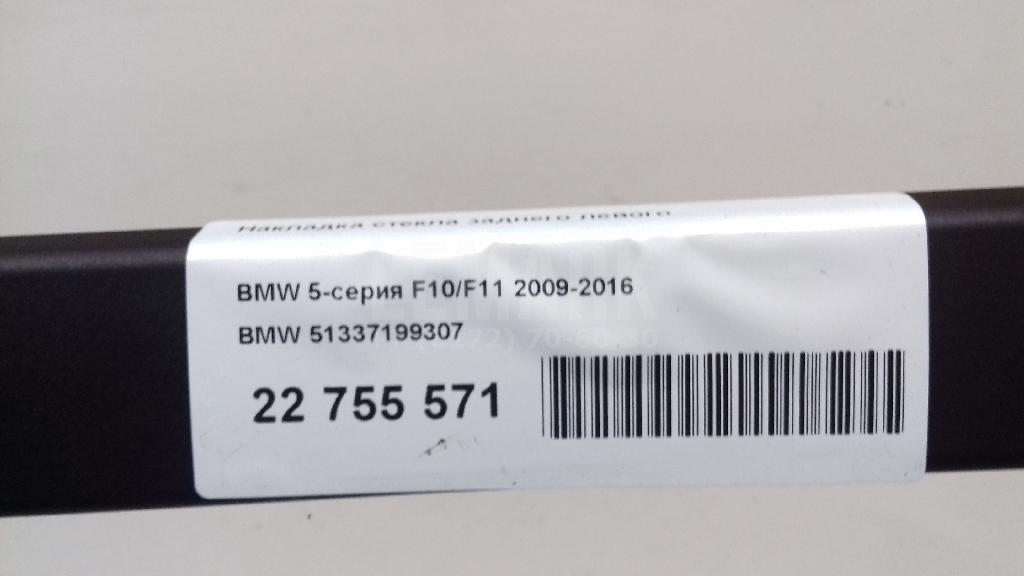 Накладка стекла заднего левого
BMW 5-серия F10/F11 2009-2016
BMW 51337199307
22 755 571